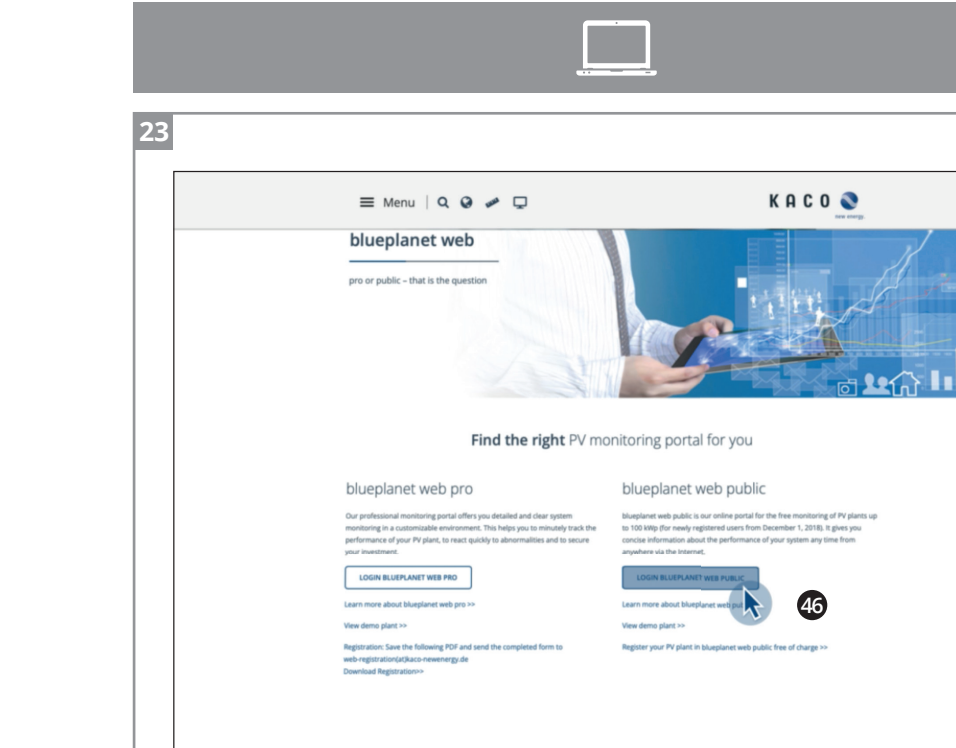 23
Menu
KACO
new energy.
blueplanet web
pro or public – that is the question
Find the right PV monitoring portal for you
blueplanet web pro
Our professional monitoring portal offers you detailed and clear system
monitoring in a customizable environment. This helps you to minutely track the
performance of your PV plant, to react quickly to abnormalities and to secure
your investment.
LOGIN BLUEPLANET WEB PRO
Learn more about blueplanet web pro >>
View demo plant >>
Registration: Save the following PDF and send the completed form to
web-registration(at)kaco-newenergy.de
Download Registration>>
blueplanet web public
blueplanet web public is our online portal for the free monitoring of PV plants up
to 100 kWp (for newly registered users from December 1, 2018). It gives you
concise information about the performance of your system any time from
anywhere via the Internet.
LOGIN BLUEPLANET WEB PUBLIC
Learn more about blueplanet web
46
View demo plant >>
Register your PV plant in blueplanet web public free of charge >>